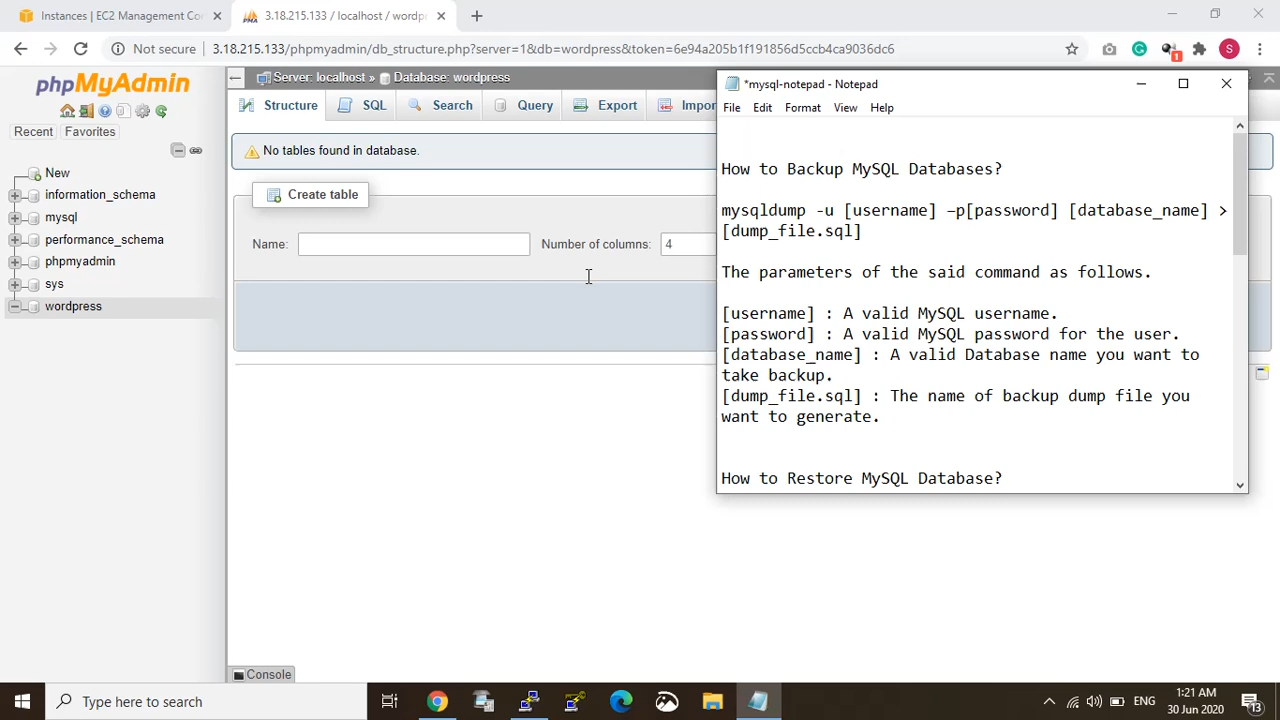 Instances | EC2 Management Con
3.18.215.133 / localhost / wordpr
Not secure
3.18.215.133/phpmyadmin/db_structure.php?server=1&db=wordpress&token=6e94a205b1f191856d5ccb4ca9036dc6
S
1
phpMyAdmin
Recent
Favorites
New
information_schema
mysql
performance_schema
phpmyadmin
sys
wordpress
Server: localhost »
Database: wordpress
Structure
SQL
Search
Query
Export
Impor
No tables found in database.
Create table
Name:
Number of columns:
4
Console
*mysql-notepad - Notepad
File Edit Format View Help
How to Backup MySQL Databases?
mysqldump -u [username] –p[password] [database_name] >
[dump_file.sql]
The parameters of the said command as follows.
[username] : A valid MySQL username.
[password] : A valid MySQL password for the user.
[database_name] : A valid Database name you want to
take backup.
[dump_file.sql] : The name of backup dump file you
want to generate.
How to Restore MySQL Database?
Type here to search
ENG
1:21 AM
30 Jun 2020
13